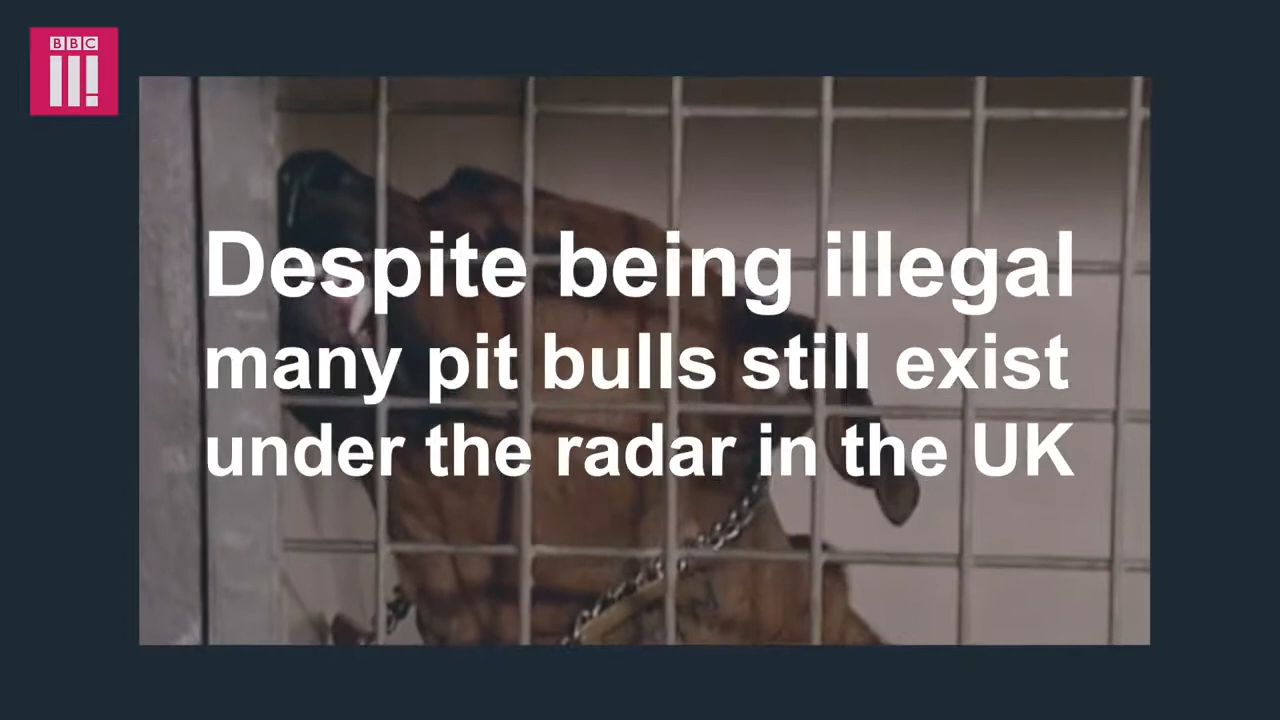 BBC
Despite being illegal
many pit bulls still exist
under the radar in the UK